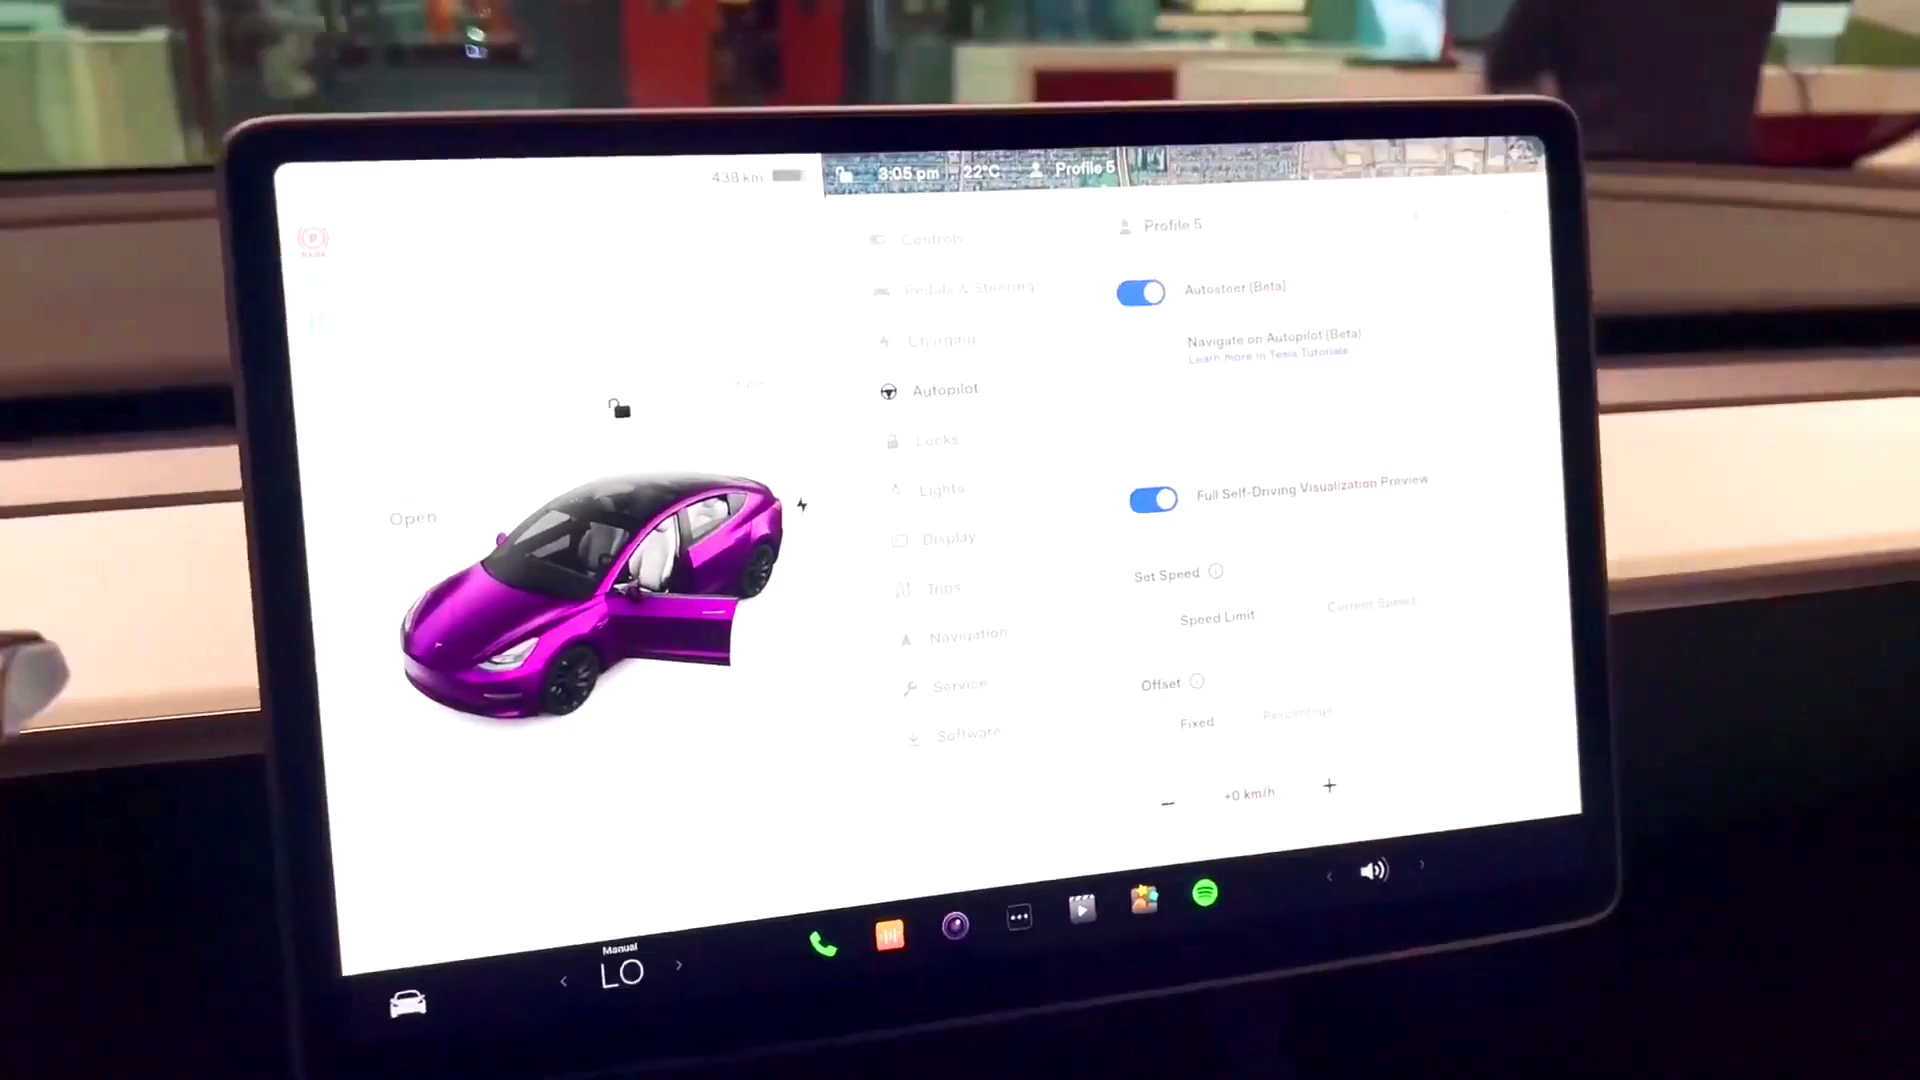 438 km
3:05 pm 22°C Profile 5
P
Controls
Pedals & Steering
Charging
Autopilot
Locks
Lights
Display
Trips
Navigation
Service
Software
Profile 5
Autosteer (Beta)
Navigate on Autopilot (Beta)
Learn more in Tesla Tutorials
Full Self-Driving Visualization Preview
Set Speed
Speed Limit Current Speed
Offset
Fixed Percentage
+0 km/h
Open
Manual
LO